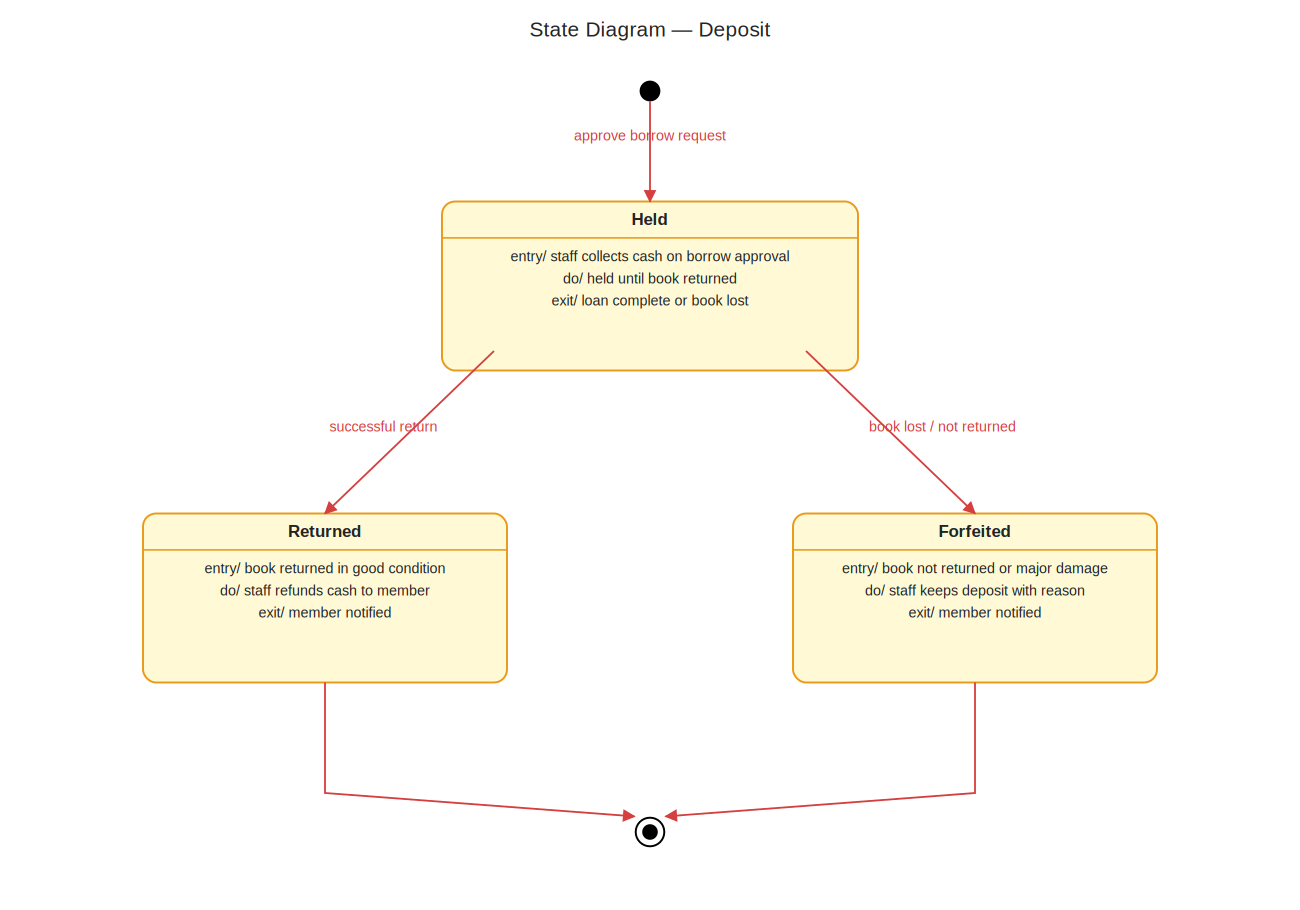 State Diagram — Deposit
approve borrow request
Held
entry/ staff collects cash on borrow approval
do/ held until book returned
exit/ loan complete or book lost
successful return
book lost / not returned
Returned
entry/ book returned in good condition
do/ staff refunds cash to member
exit/ member notified
Forfeited
entry/ book not returned or major damage
do/ staff keeps deposit with reason
exit/ member notified